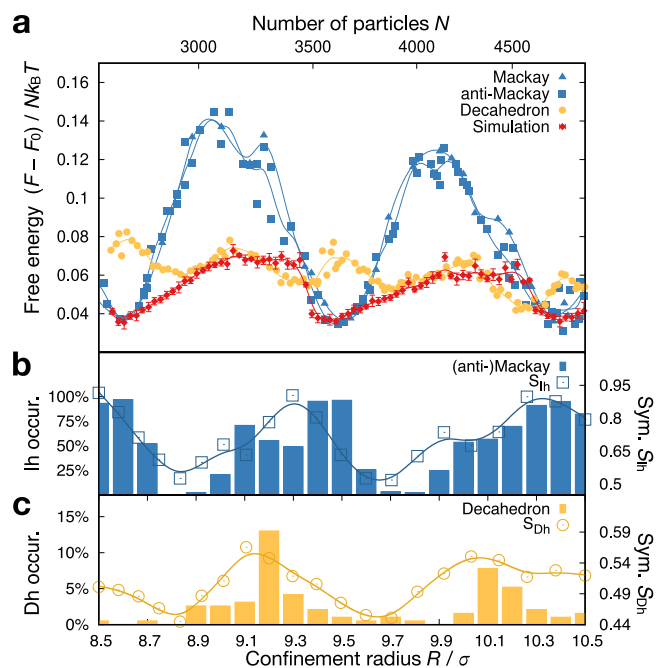 a
Number of particles N
3000 3500 4000 4500
Free energy (F − F0) / NkBT
0.16
0.14
0.12
0.1
0.08
0.06
0.04
Mackay
anti-Mackay
Decahedron
Simulation
b
Ih occur.
100%
75%
50%
25%
(anti-)Mackay
SIh
0.95
0.8
0.65
0.5
Sym. SIh
c
Dh occur.
15%
10%
5%
0%
Decahedron
SDh
0.59
0.54
0.49
0.44
Sym. SDh
8.5 8.7 8.9 9.1 9.3 9.5 9.7 9.9 10.1 10.3 10.5
Confinement radius R / σ